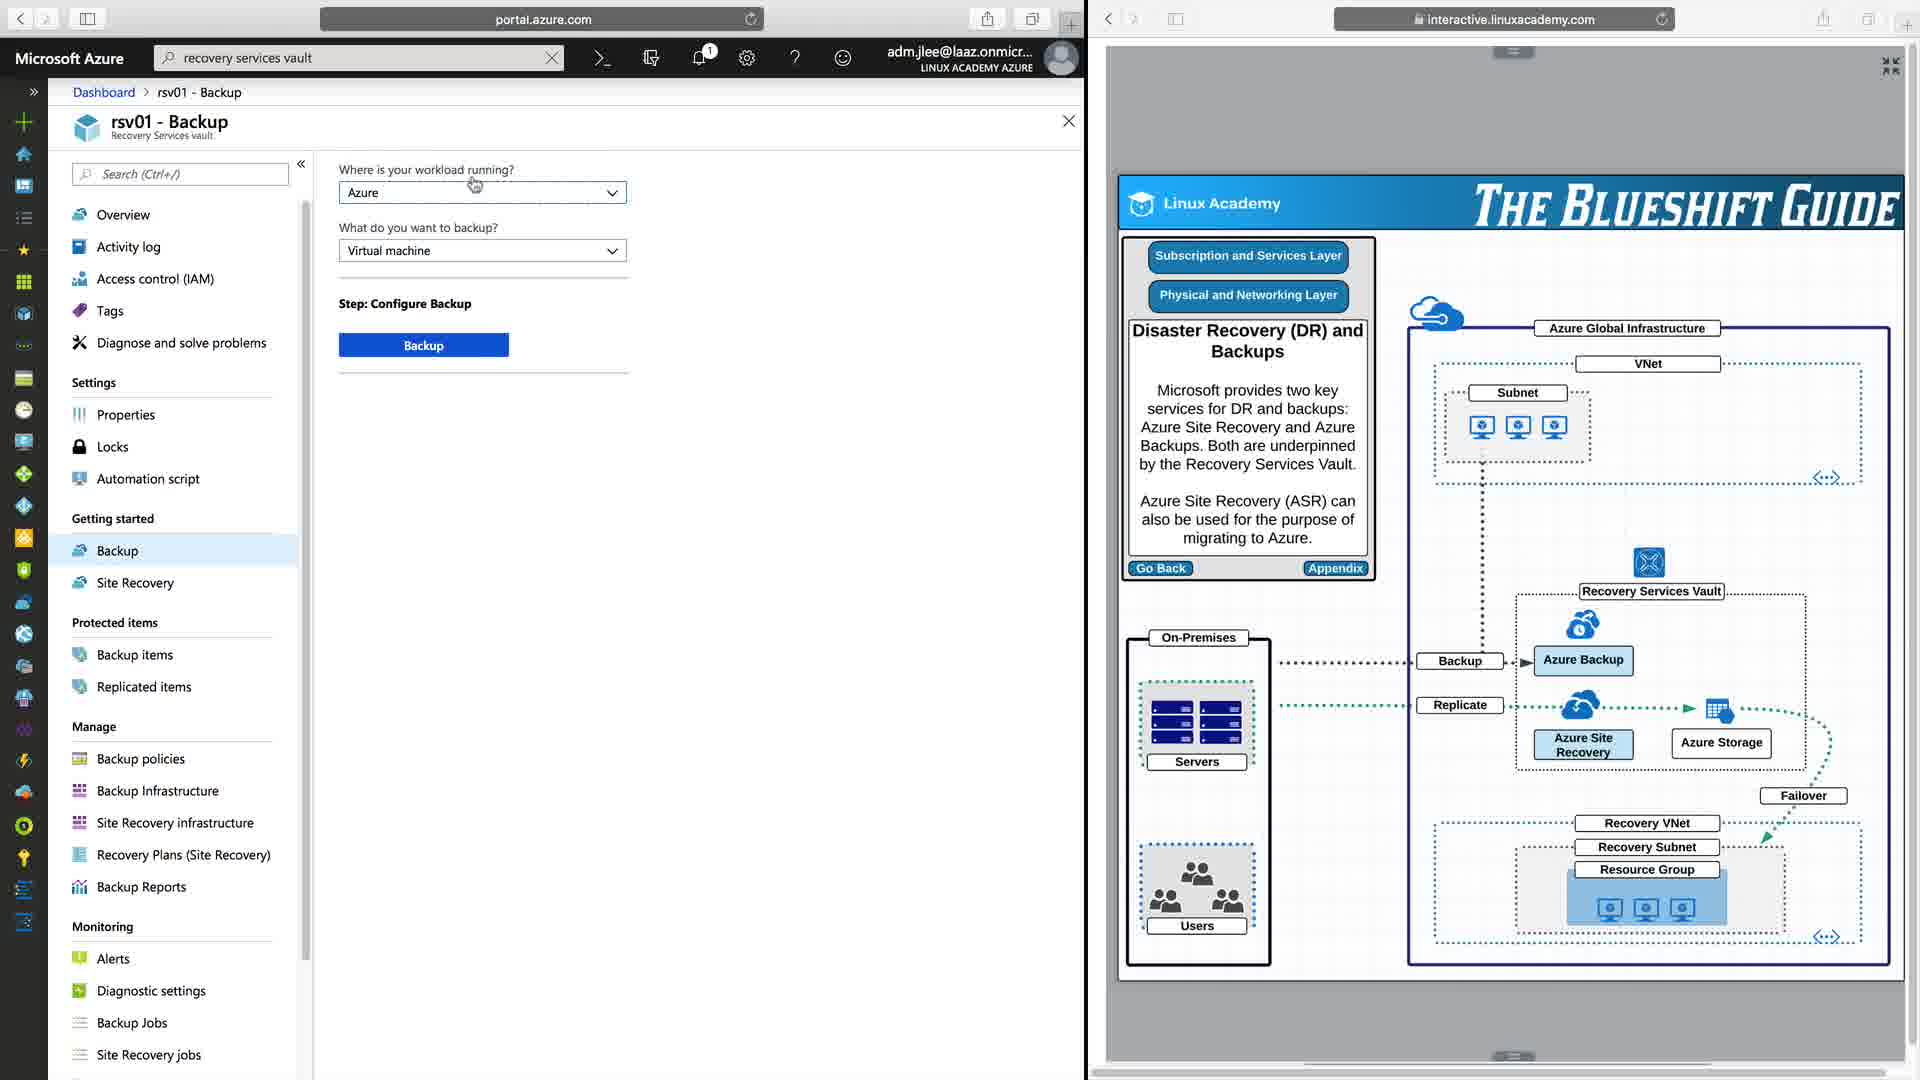 portal.azure.com
Microsoft Azure
recovery services vault
1
adm.jlee@laaz.onmicr...
LINUX ACADEMY AZURE
Dashboard > rsv01 - Backup
rsv01 - Backup
Recovery Services vault
Search (Ctrl+/)
Overview
Activity log
Access control (IAM)
Tags
Diagnose and solve problems
Settings
Properties
Locks
Automation script
Getting started
Backup
Site Recovery
Protected items
Backup items
Replicated items
Manage
Backup policies
Backup Infrastructure
Site Recovery infrastructure
Recovery Plans (Site Recovery)
Backup Reports
Monitoring
Alerts
Diagnostic settings
Backup Jobs
Site Recovery jobs
Where is your workload running?
Azure
What do you want to backup?
Virtual machine
Step: Configure Backup
Backup
interactive.linuxacademy.com
Linux Academy
THE BLUESHIFT GUIDE
Subscription and Services Layer
Physical and Networking Layer
Disaster Recovery (DR) and
Backups
Microsoft provides two key
services for DR and backups:
Azure Site Recovery and Azure
Backups. Both are underpinned
by the Recovery Services Vault.
Azure Site Recovery (ASR) can
also be used for the purpose of
migrating to Azure.
Go Back
Appendix
On-Premises
Servers
Users
Azure Global Infrastructure
VNet
Subnet
Recovery Services Vault
Backup
Azure Backup
Replicate
Azure Site
Recovery
Azure Storage
Failover
Recovery VNet
Recovery Subnet
Resource Group